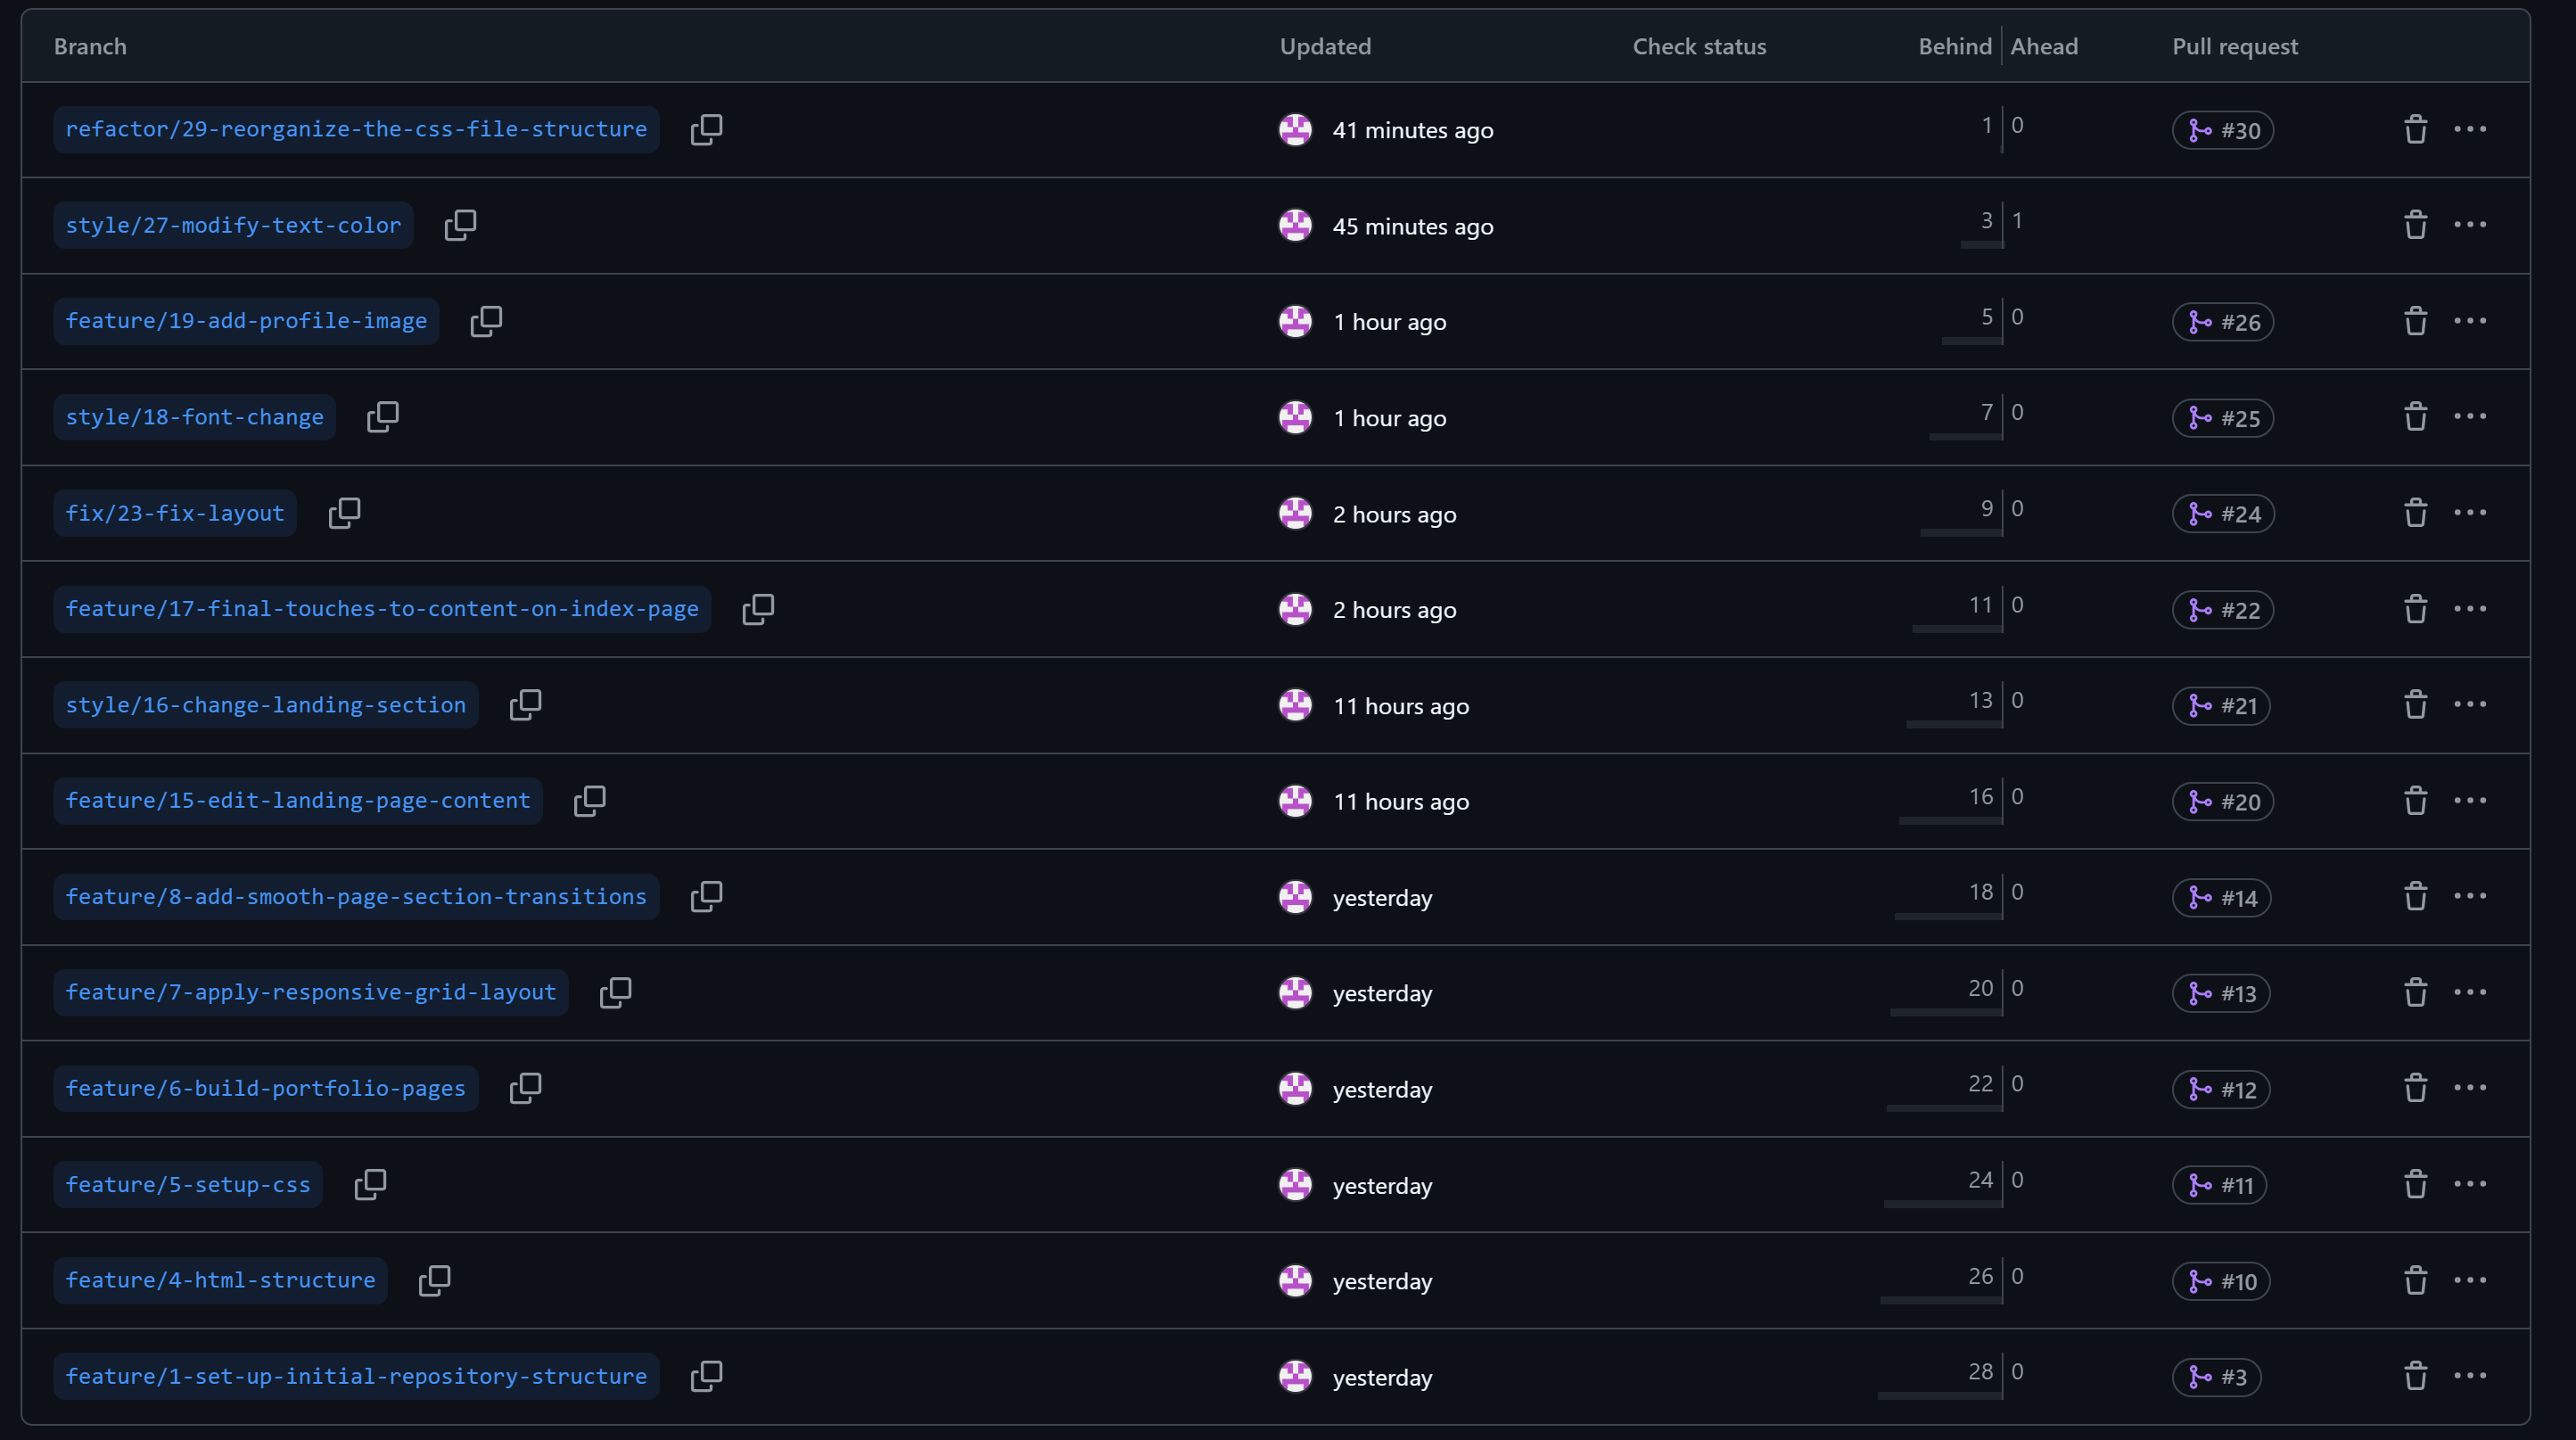 Branch Updated Check status Behind Ahead Pull request
refactor/29-reorganize-the-css-file-structure 41 minutes ago 1 0 #30
style/27-modify-text-color 45 minutes ago 3 1
feature/19-add-profile-image 1 hour ago 5 0 #26
style/18-font-change 1 hour ago 7 0 #25
fix/23-fix-layout 2 hours ago 9 0 #24
feature/17-final-touches-to-content-on-index-page 2 hours ago 11 0 #22
style/16-change-landing-section 11 hours ago 13 0 #21
feature/15-edit-landing-page-content 11 hours ago 16 0 #20
feature/8-add-smooth-page-section-transitions yesterday 18 0 #14
feature/7-apply-responsive-grid-layout yesterday 20 0 #13
feature/6-build-portfolio-pages yesterday 22 0 #12
feature/5-setup-css yesterday 24 0 #11
feature/4-html-structure yesterday 26 0 #10
feature/1-set-up-initial-repository-structure yesterday 28 0 #3